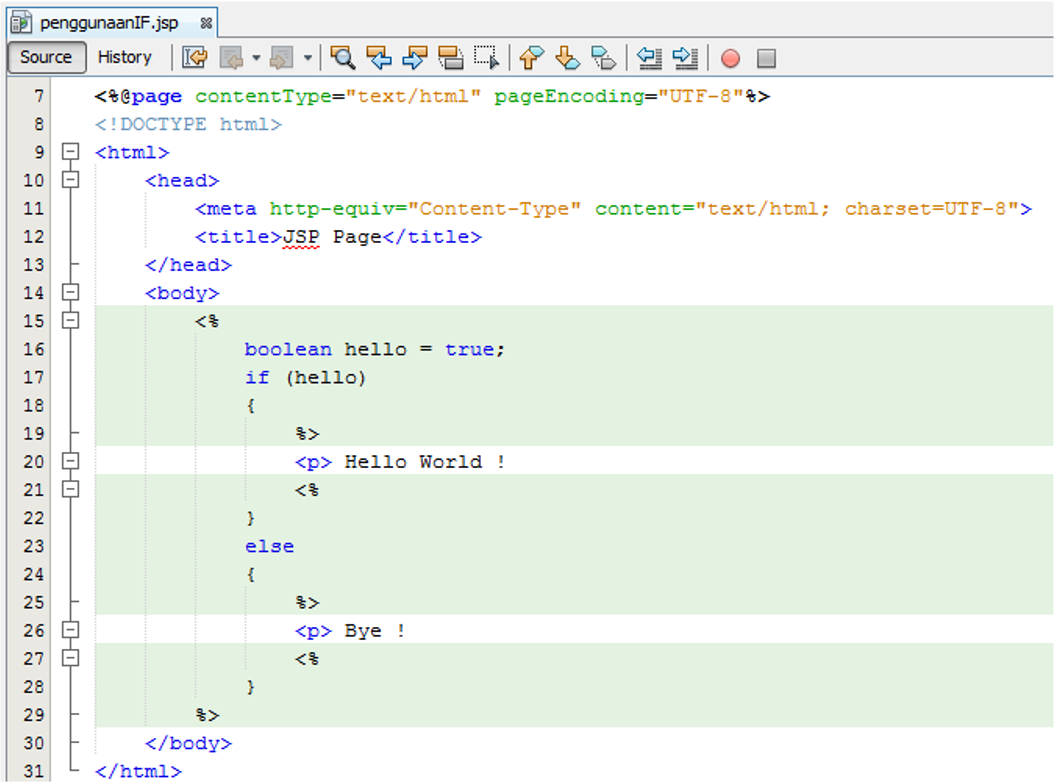 penggunaanIF.jsp
Source History
7 <%@page contentType="text/html" pageEncoding="UTF-8"%>
8 <!DOCTYPE html>
9 <html>
10 <head>
11 <meta http-equiv="Content-Type" content="text/html; charset=UTF-8">
12 <title>JSP Page</title>
13 </head>
14 <body>
15 <%
16 boolean hello = true;
17 if (hello)
18 {
19 %>
20 <p> Hello World !
21 <%
22 }
23 else
24 {
25 %>
26 <p> Bye !
27 <%
28 }
29 %>
30 </body>
31 </html>